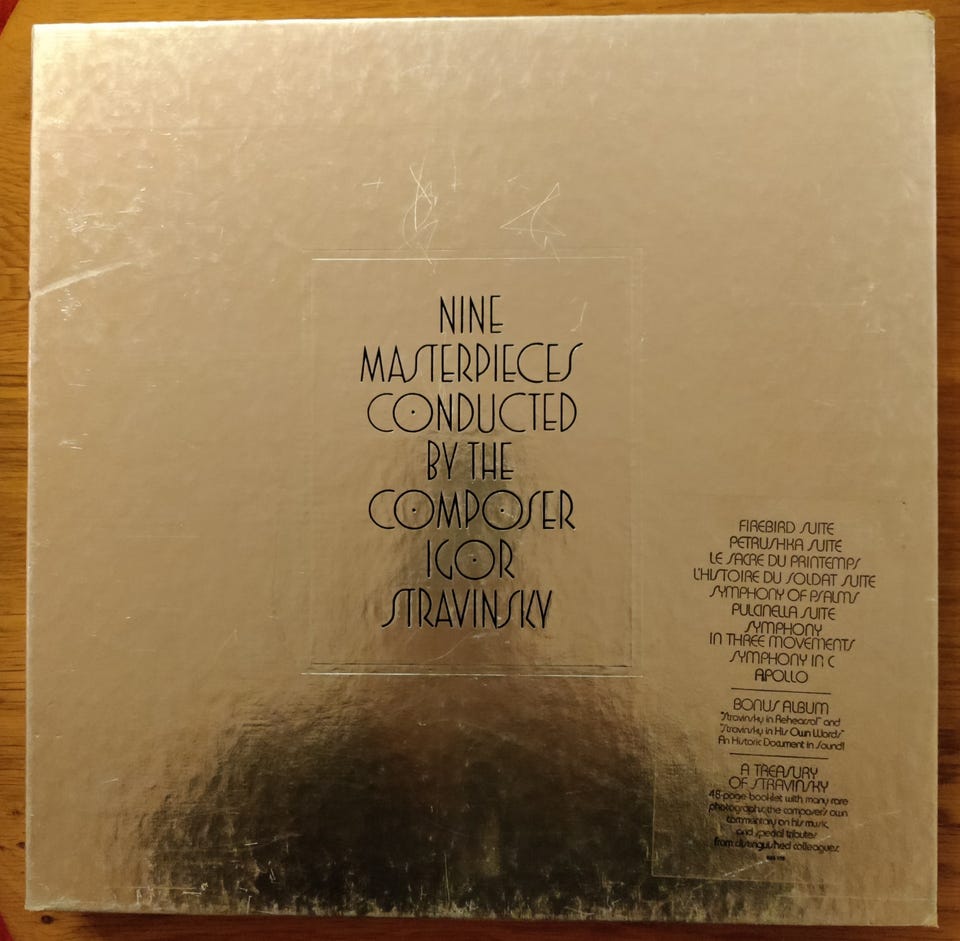 NINE
MASTERPIECES
CONDUCTED
BY THE
COMPOSER
IGOR
STRAVINSKY
FIREBIRD SUITE
PETRUSHKA SUITE
LE SACRE DU PRINTEMPS
L'HISTOIRE DU SOLDAT SUITE
SYMPHONY OF PSALMS
PULCINELLA SUITE
SYMPHONY
IN THREE MOVEMENTS
SYMPHONY IN C
APOLLO
BONUS ALBUM
"Stravinsky in Rehearsal" and
"Stravinsky in His Own Words"
An Historic Document in Sound!
A TREASURY
OF STRAVINSKY
48-page booklet with many rare
photographs, the composer's own
commentary on his music,
and special tributes
from distinguished colleagues